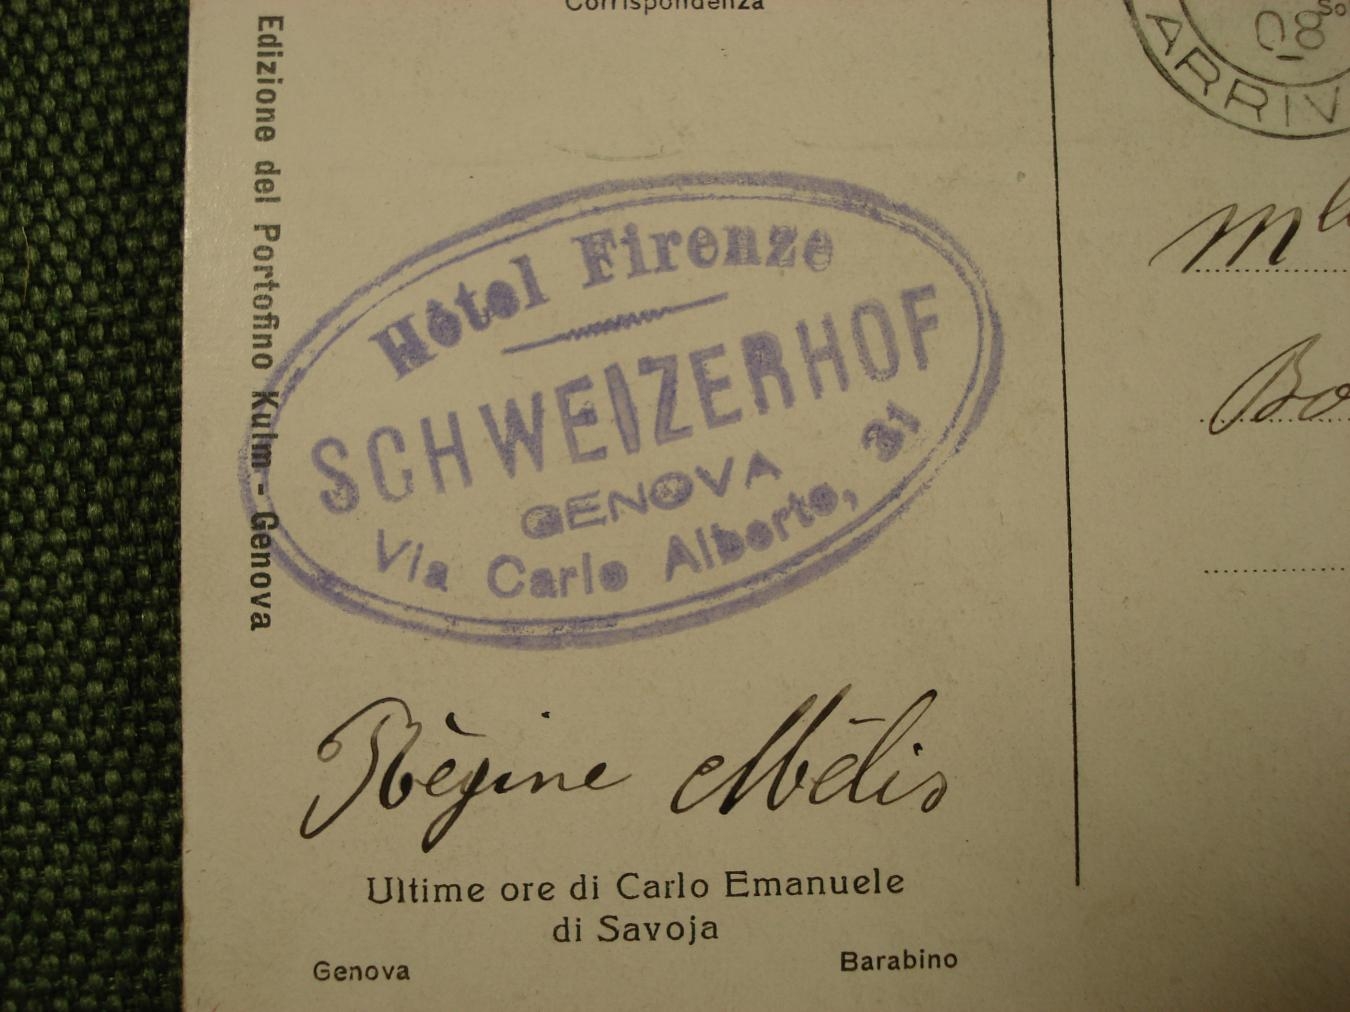 Corrispondenza
Edizione del Portofino Kulm - Genova
08
ARRIV
Hôtel Firenze
SCHWEIZERHOF
GENOVA
Via Carlo Alberto, 31
Règine Mélis
Ultime ore di Carlo Emanuele
di Savoja
Genova
Barabino